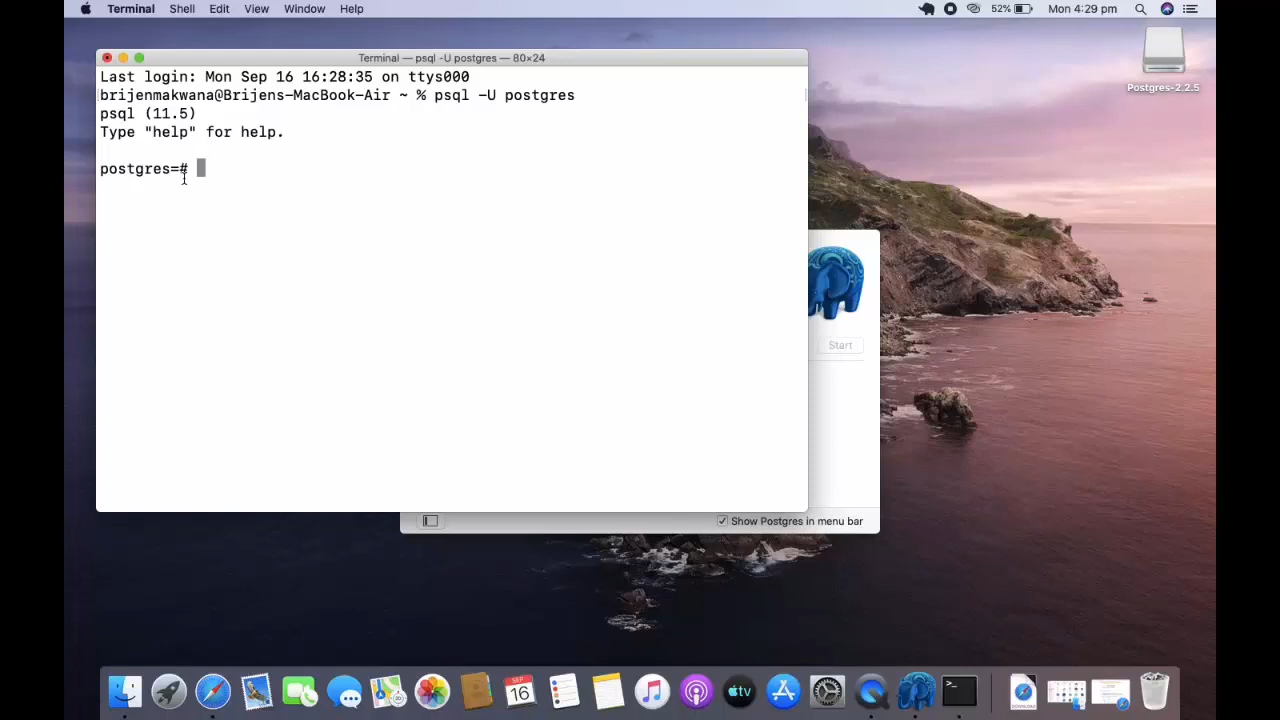 Terminal Shell Edit View Window Help 52% Mon 4:29 pm
Terminal — psql -U postgres — 80×24
Last login: Mon Sep 16 16:28:35 on ttys000
brijenmakwana@Brijens-MacBook-Air ~ % psql -U postgres
psql (11.5)
Type "help" for help.
postgres=#
Postgres-2.2.5
Start
Show Postgres in menu bar
SEP
16
tv
>_